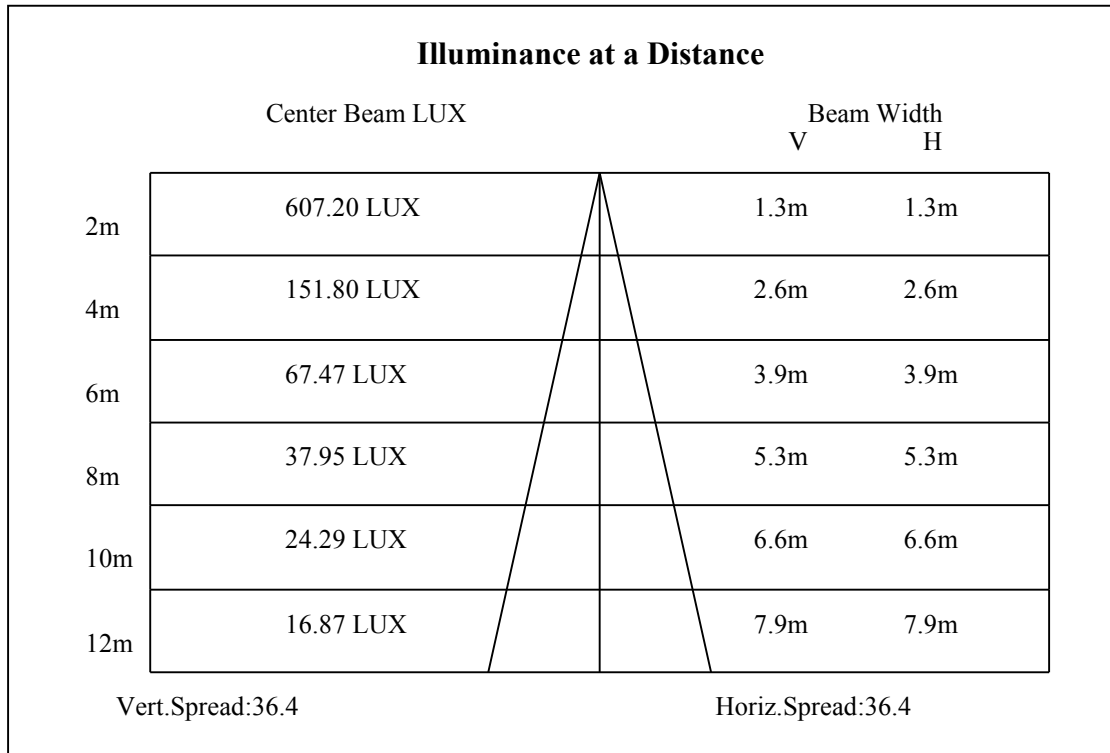 Illuminance at a Distance
Center Beam LUX Beam Width
V H
2m 607.20 LUX 1.3m 1.3m
4m 151.80 LUX 2.6m 2.6m
6m 67.47 LUX 3.9m 3.9m
8m 37.95 LUX 5.3m 5.3m
10m 24.29 LUX 6.6m 6.6m
12m 16.87 LUX 7.9m 7.9m
Vert.Spread:36.4 Horiz.Spread:36.4